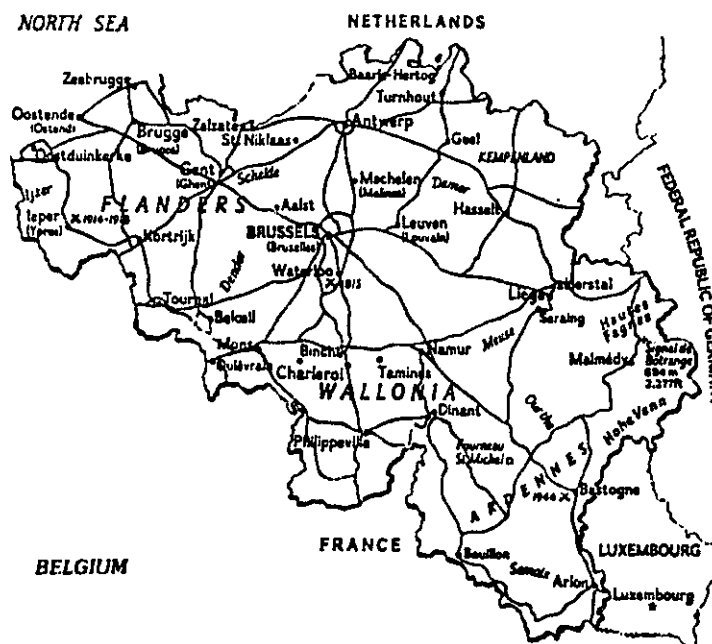 NORTH SEA
NETHERLANDS
Zeebrugge
Baarle-Hertog
Turnhout
Oostende
(Ostend)
Brugge
(Bruges)
Zelzate
St. Niklaas
Antwerp
Oostduinkerke
Geel
KEMPENLAND
Gent
(Ghent)
Schelde
Mechelen
(Malines)
Demer
Ijzer
FLANDERS
Aalst
Hasselt
Ieper
(Ypres)
1914-1918
Kortrijk
BRUSSELS
(Bruxelles)
Leuven
(Louvain)
FEDERAL REPUBLIC OF GERMANY
Dender
Waterloo
1815
Herstal
Liege
Tournai
Beloeil
Seraing
Hautes
Fagnes
Mons
Binche
Namur
Meuse
Malmédy
Signal de
Botrange
694 m
2,277ft
Quiévrain
Charleroi
Tamines
WALLONIA
Ourthe
Hohe Venn
Dinant
Philippeville
Fourneau
St Michel
ARDENNES
1944
Bastogne
FRANCE
Bouillon
Semois
LUXEMBOURG
BELGIUM
Arlon
Luxembourg